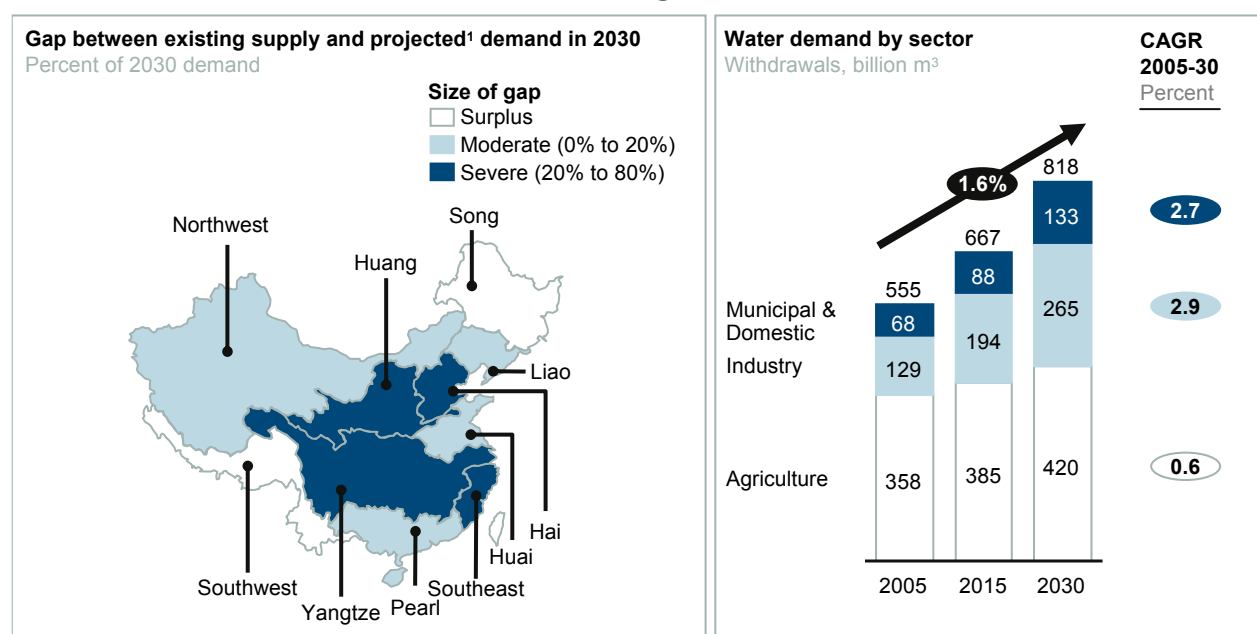 Gap between existing supply and projected¹ demand in 2030
Percent of 2030 demand
Size of gap
Surplus
Moderate (0% to 20%)
Severe (20% to 80%)
Northwest
Song
Huang
Liao
Hai
Huai
Southwest
Yangtze
Pearl
Southeast
Water demand by sector
Withdrawals, billion m³
CAGR
2005-30
Percent
1.6%
818
667
555
133
2.7
88
68
Municipal &
Domestic
265
2.9
194
129
Industry
Agriculture
358
385
420
0.6
2005
2015
2030